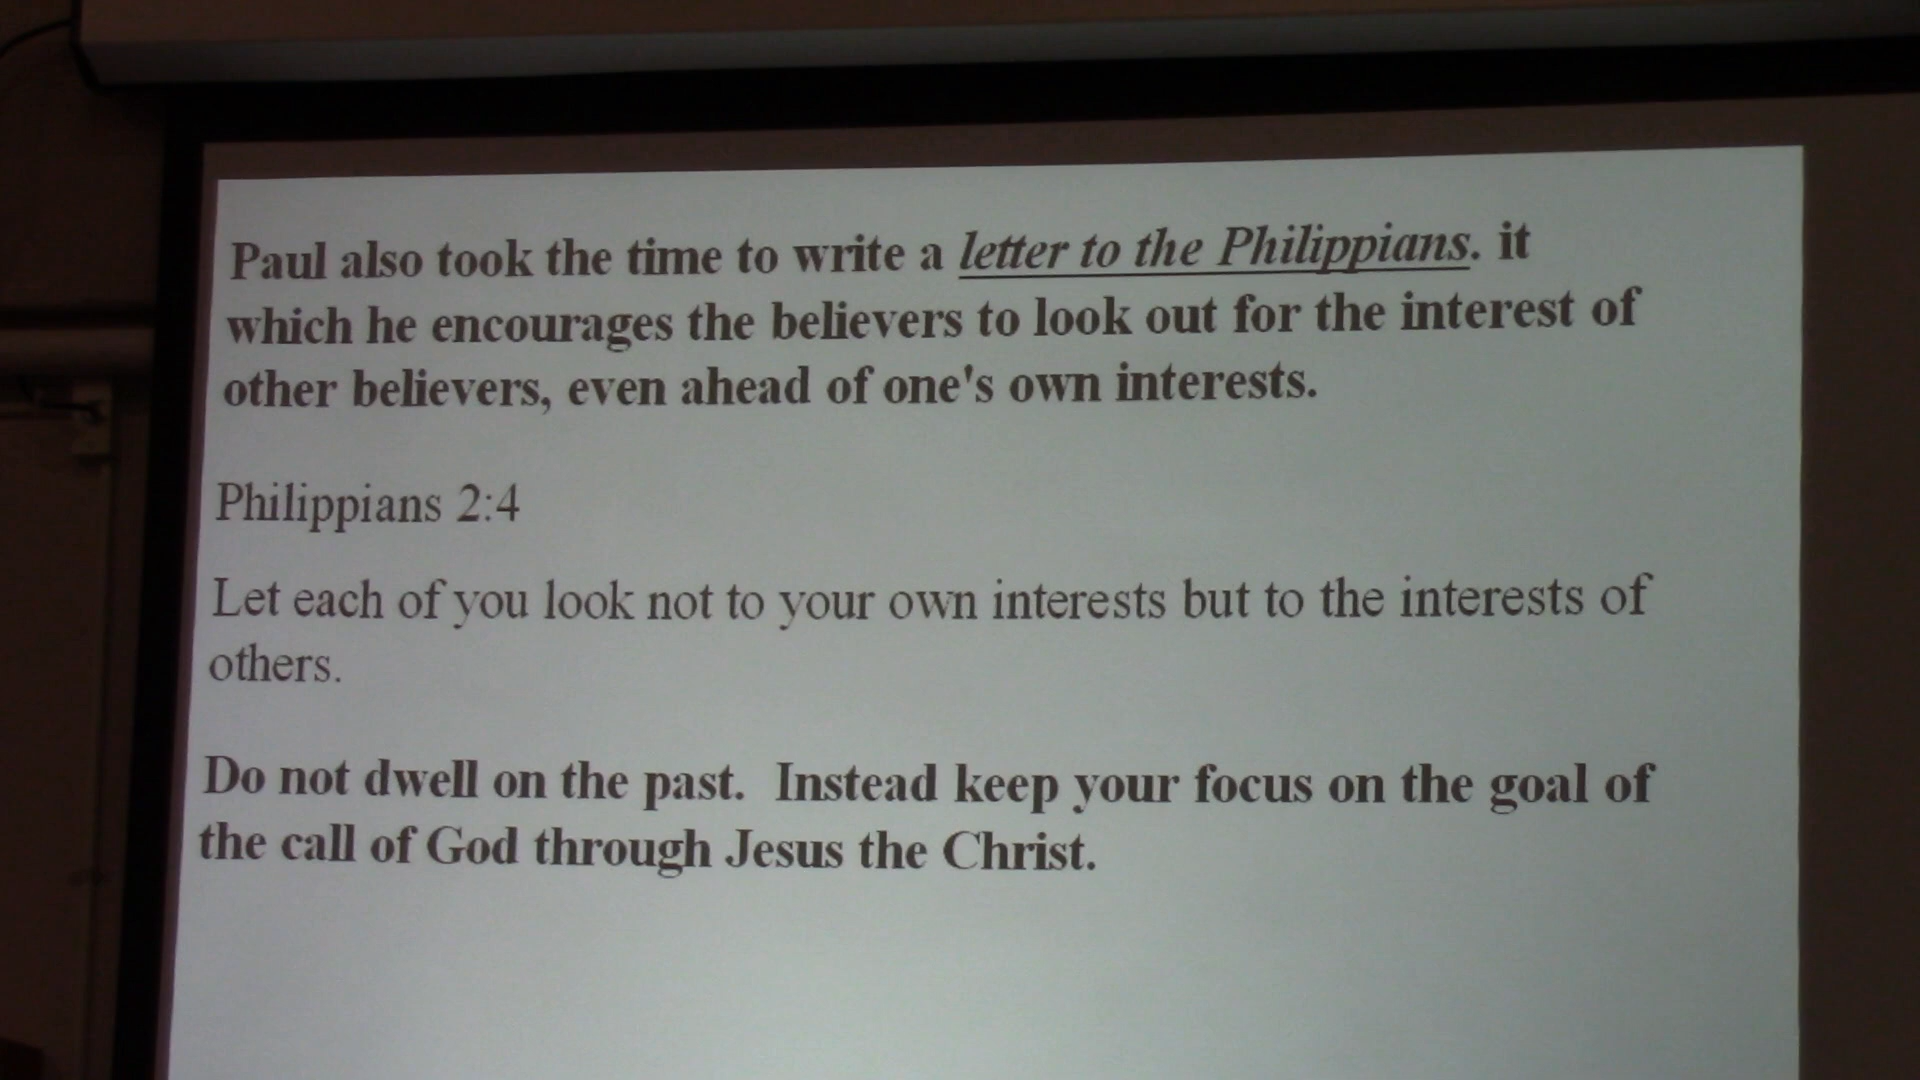 Paul also took the time to write a letter to the Philippians. it
which he encourages the believers to look out for the interest of
other believers, even ahead of one's own interests.
Philippians 2:4
Let each of you look not to your own interests but to the interests of
others.
Do not dwell on the past.  Instead keep your focus on the goal of
the call of God through Jesus the Christ.